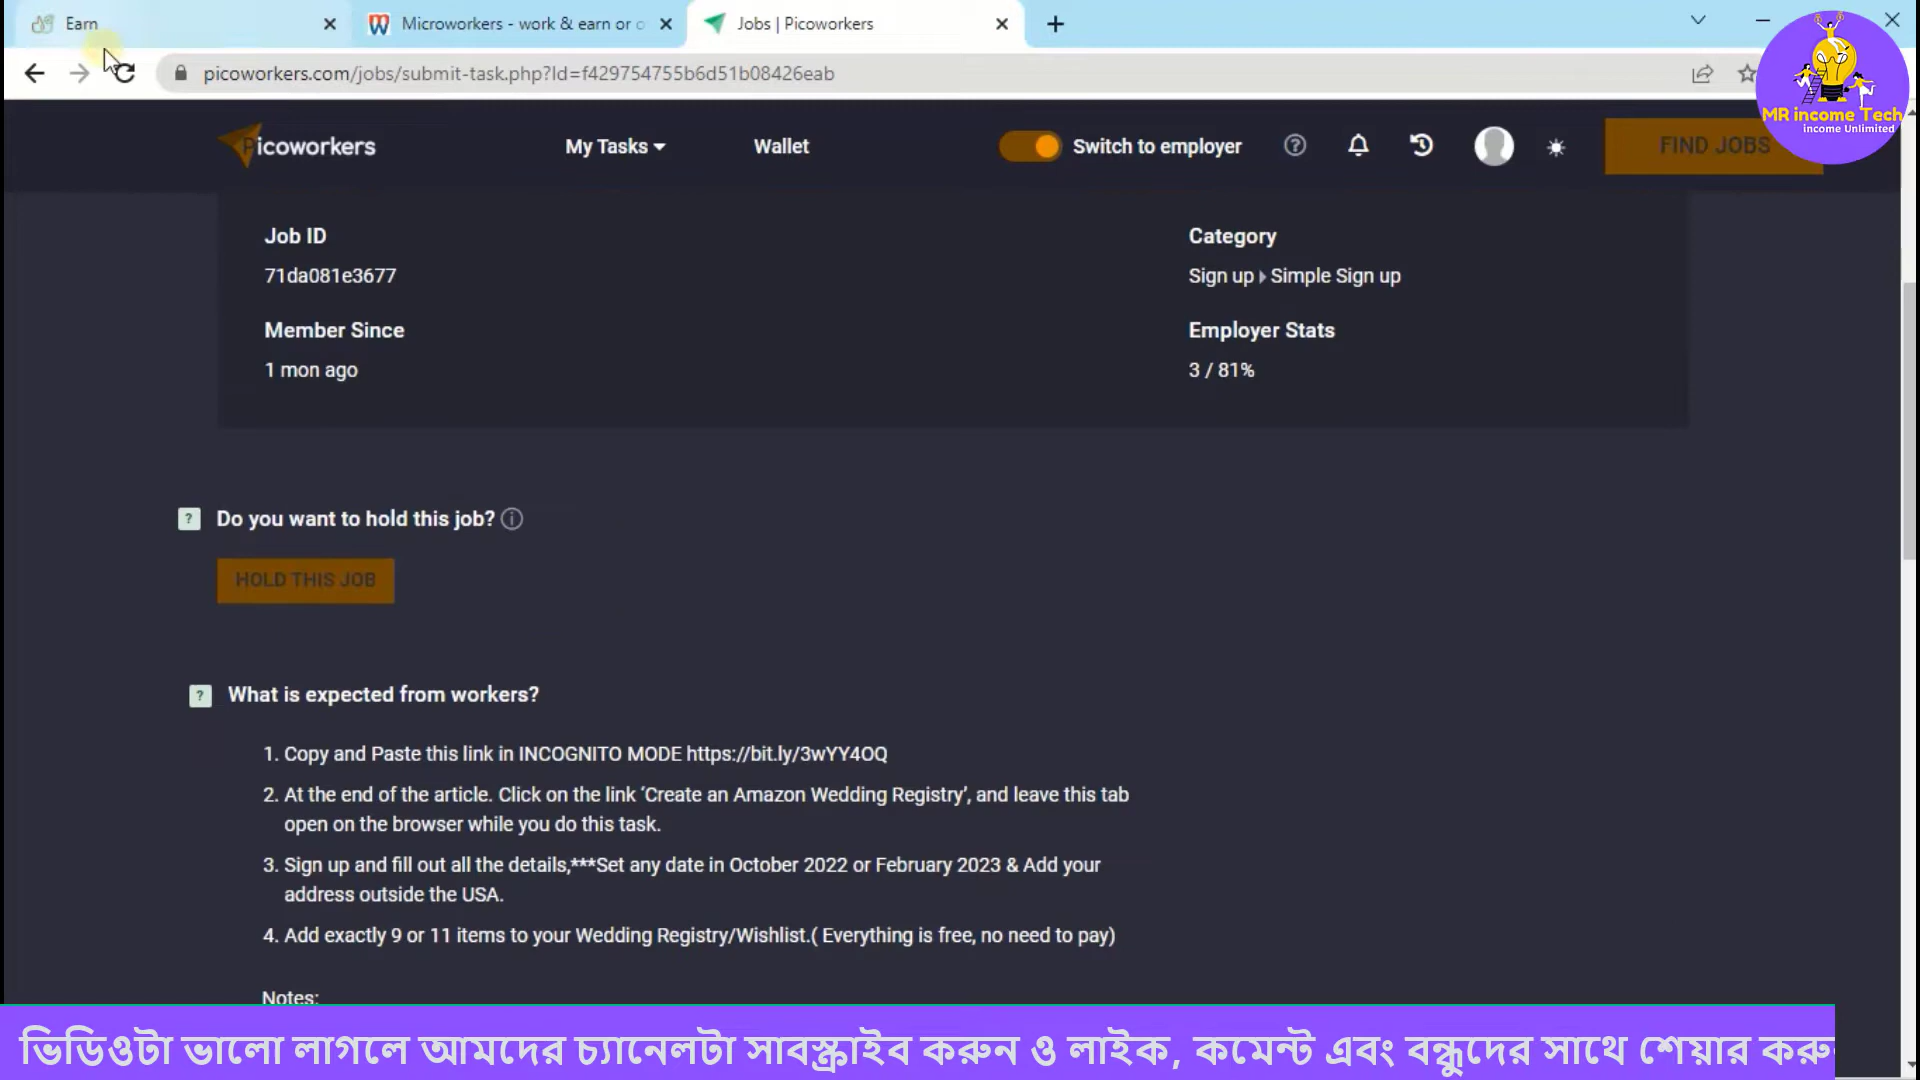 Earn
Microworkers - work & earn or o
Jobs | Picoworkers
picoworkers.com/jobs/submit-task.php?Id=f429754755b6d51b08426eab
MR income Tech
income Unlimited
Picoworkers
My Tasks
Wallet
Switch to employer
FIND JOBS
Job ID
71da081e3677
Category
Sign up
Simple Sign up
Member Since
1 mon ago
Employer Stats
3 / 81%
Do you want to hold this job?
HOLD THIS JOB
What is expected from workers?
1. Copy and Paste this link in INCOGNITO MODE https://bit.ly/3wYY4OQ
2. At the end of the article. Click on the link ‘Create an Amazon Wedding Registry’, and leave this tab
open on the browser while you do this task.
3. Sign up and fill out all the details,***Set any date in October 2022 or February 2023 & Add your
address outside the USA.
4. Add exactly 9 or 11 items to your Wedding Registry/Wishlist.( Everything is free, no need to pay)
Notes:
ভিডিওটা ভালো লাগলে আমদের চ্যানেলটা সাবস্ক্রাইব করুন ও লাইক, কমেন্ট এবং বন্ধুদের সাথে শেয়ার করু